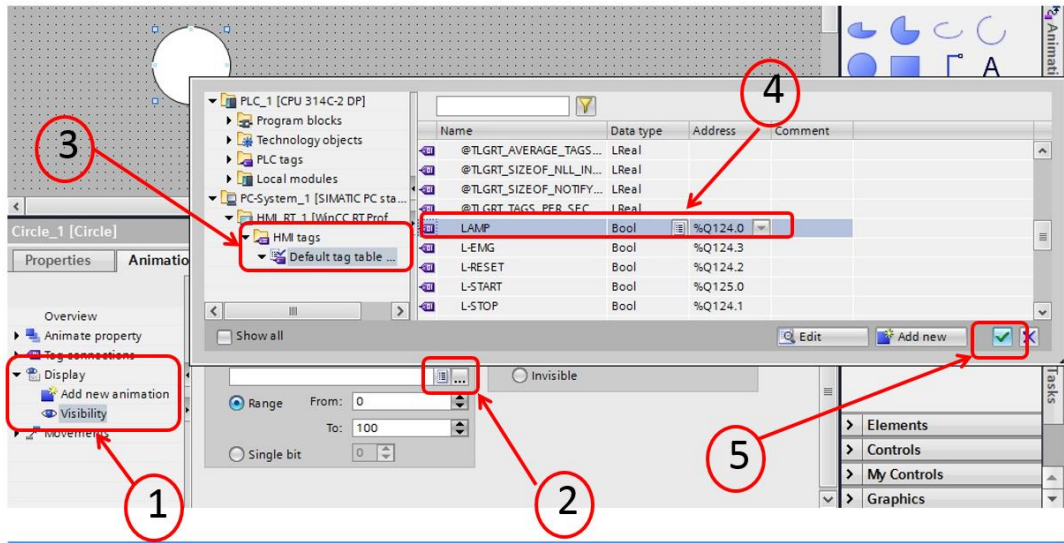 Animati
A
PLC_1 [CPU 314C-2 DP]
Program blocks
Technology objects
PLC tags
Local modules
PC-System_1 [SIMATIC PC sta...
HMI_RT_1 [WinCC RT Prof
HMI tags
Default tag table ...
Name Data type Address Comment
@TLGRT_AVERAGE_TAGS... LReal
@TLGRT_SIZEOF_NLL_IN... LReal
@TLGRT_SIZEOF_NOTIFY... LReal
@TLGRT_TAGS_PER_SEC LReal
LAMP Bool %Q124.0
L-EMG Bool %Q124.3
L-RESET Bool %Q124.2
L-START Bool %Q125.0
L-STOP Bool %Q124.1
Show all
Edit
Add new
3
4
Circle_1 [Circle]
Properties Animatio
Overview
Animate property
Tag connections
Display
Add new animation
Visibility
Movements
...
Invisible
Range From: 0
To: 100
Single bit 0
Tasks
Elements
Controls
My Controls
Graphics
1
2
5